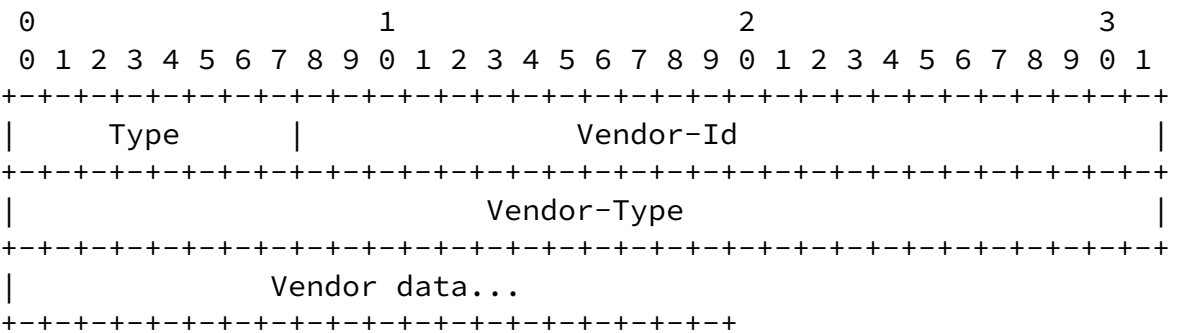 0                   1                   2                   3
 0 1 2 3 4 5 6 7 8 9 0 1 2 3 4 5 6 7 8 9 0 1 2 3 4 5 6 7 8 9 0 1
+-+-+-+-+-+-+-+-+-+-+-+-+-+-+-+-+-+-+-+-+-+-+-+-+-+-+-+-+-+-+-+-+
|     Type      |               Vendor-Id                       |
+-+-+-+-+-+-+-+-+-+-+-+-+-+-+-+-+-+-+-+-+-+-+-+-+-+-+-+-+-+-+-+-+
|                          Vendor-Type                          |
+-+-+-+-+-+-+-+-+-+-+-+-+-+-+-+-+-+-+-+-+-+-+-+-+-+-+-+-+-+-+-+-+
|              Vendor data...
+-+-+-+-+-+-+-+-+-+-+-+-+-+-+-+-+-+-+-+-+